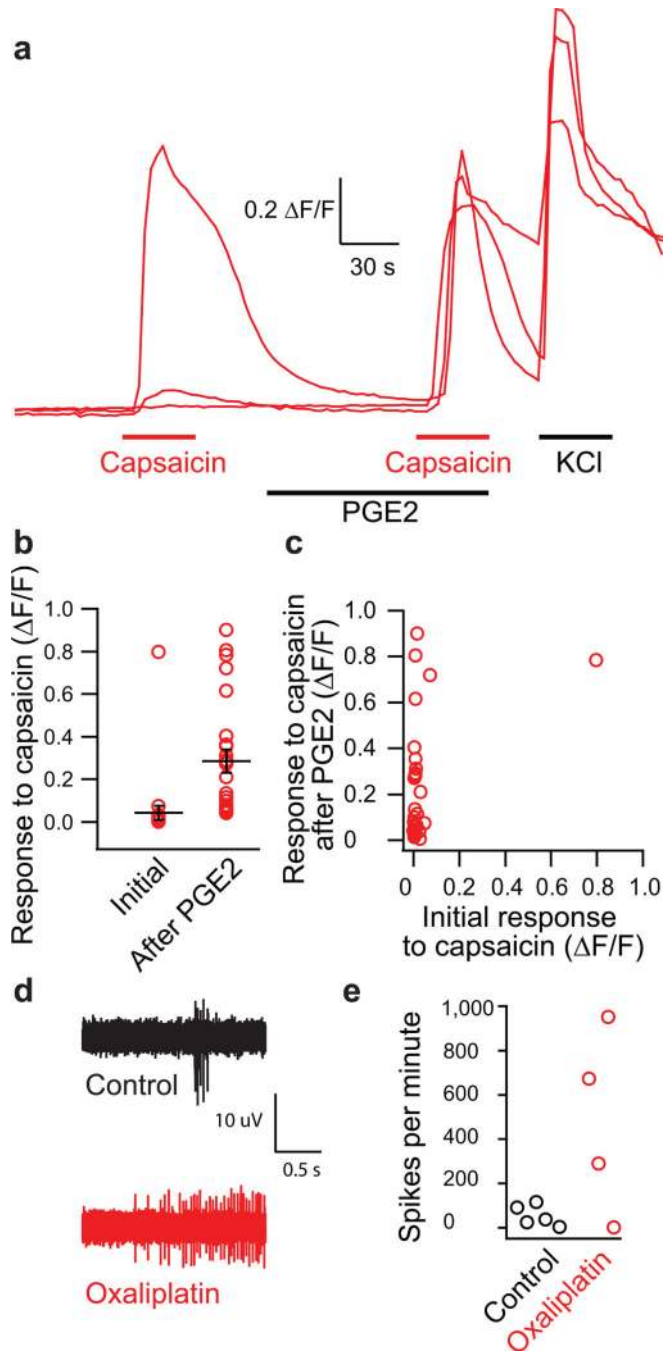 a
0.2 ΔF/F
30 s
Capsaicin
Capsaicin
KCl
PGE2
b
Response to capsaicin (ΔF/F)
1.0
0.8
0.6
0.4
0.2
0.0
Initial
After PGE2
c
Response to capsaicin
after PGE2 (ΔF/F)
1.0
0.8
0.6
0.4
0.2
0
0 0.2 0.4 0.6 0.8 1.0
Initial response
to capsaicin (ΔF/F)
d
Control
10 uV
0.5 s
Oxaliplatin
e
Spikes per minute
1,000
800
600
400
200
0
Control
Oxaliplatin